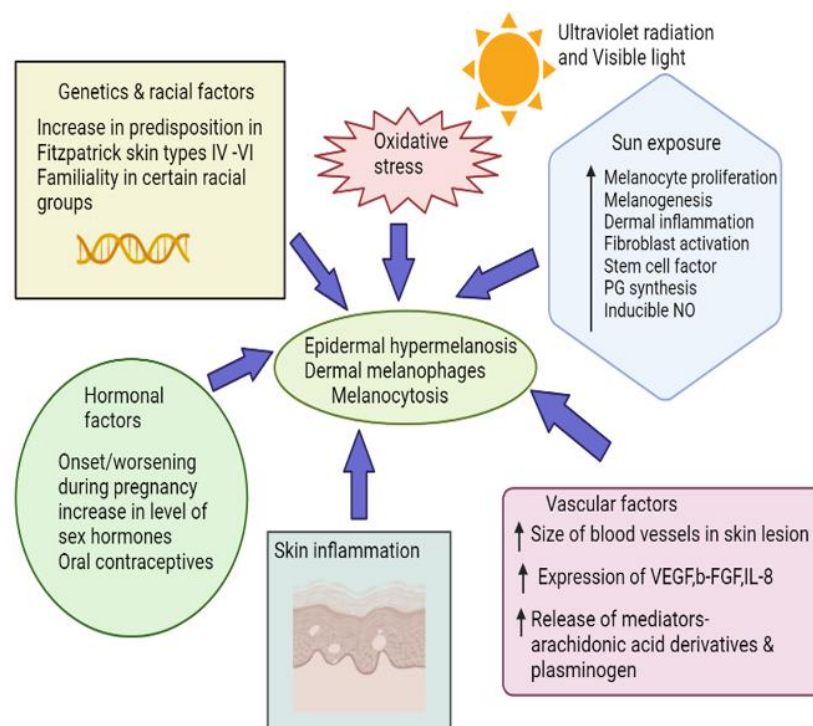 Ultraviolet radiation
and Visible light
Genetics & racial factors
Increase in predisposition in
Fitzpatrick skin types IV -VI
Familiality in certain racial
groups
Oxidative
stress
Sun exposure
Melanocyte proliferation
Melanogenesis
Dermal inflammation
Fibroblast activation
Stem cell factor
PG synthesis
Inducible NO
Epidermal hypermelanosis
Dermal melanophages
Melanocytosis
Hormonal
factors
Onset/worsening
during pregnancy
increase in level of
sex hormones
Oral contraceptives
Skin inflammation
Vascular factors
Size of blood vessels in skin lesion
Expression of VEGF,b-FGF,IL-8
Release of mediators-
arachidonic acid derivatives &
plasminogen